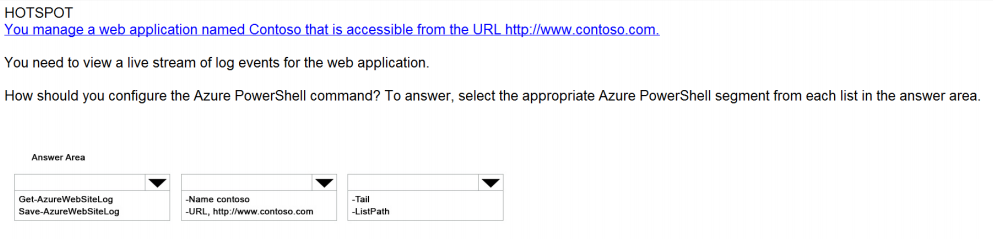 HOTSPOT
You manage a web application named Contoso that is accessible from the URL http://www.contoso.com.
You need to view a live stream of log events for the web application.
How should you configure the Azure PowerShell command? To answer, select the appropriate Azure PowerShell segment from each list in the answer area.
Answer Area
Get-AzureWebSiteLog
Save-AzureWebSiteLog
-Name contoso
-URL, http://www.contoso.com
-Tail
-ListPath